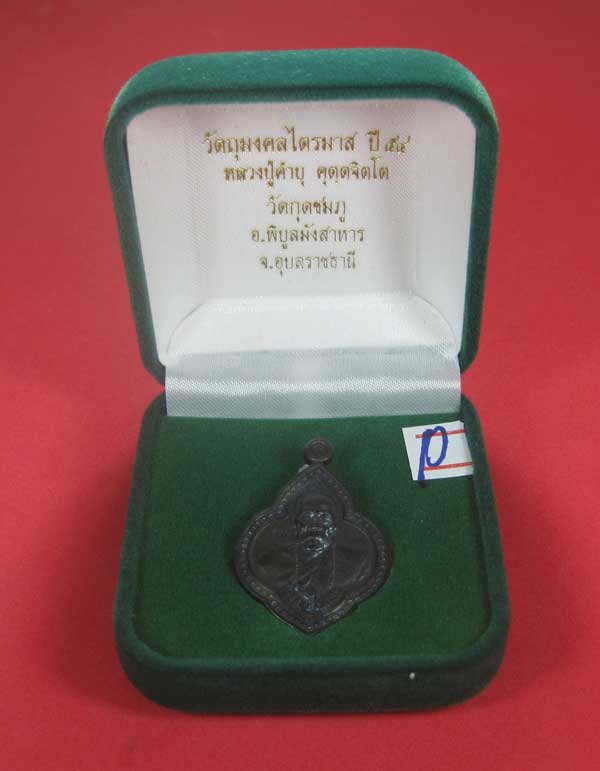 วัตถุมงคลไตรมาส ปี ๕๔
หลวงปู่คำบุ คุตฺตจิตฺโต
วัดกุดชมภู
อ.พิบูลมังสาหาร
จ.อุบลราชธานี
P